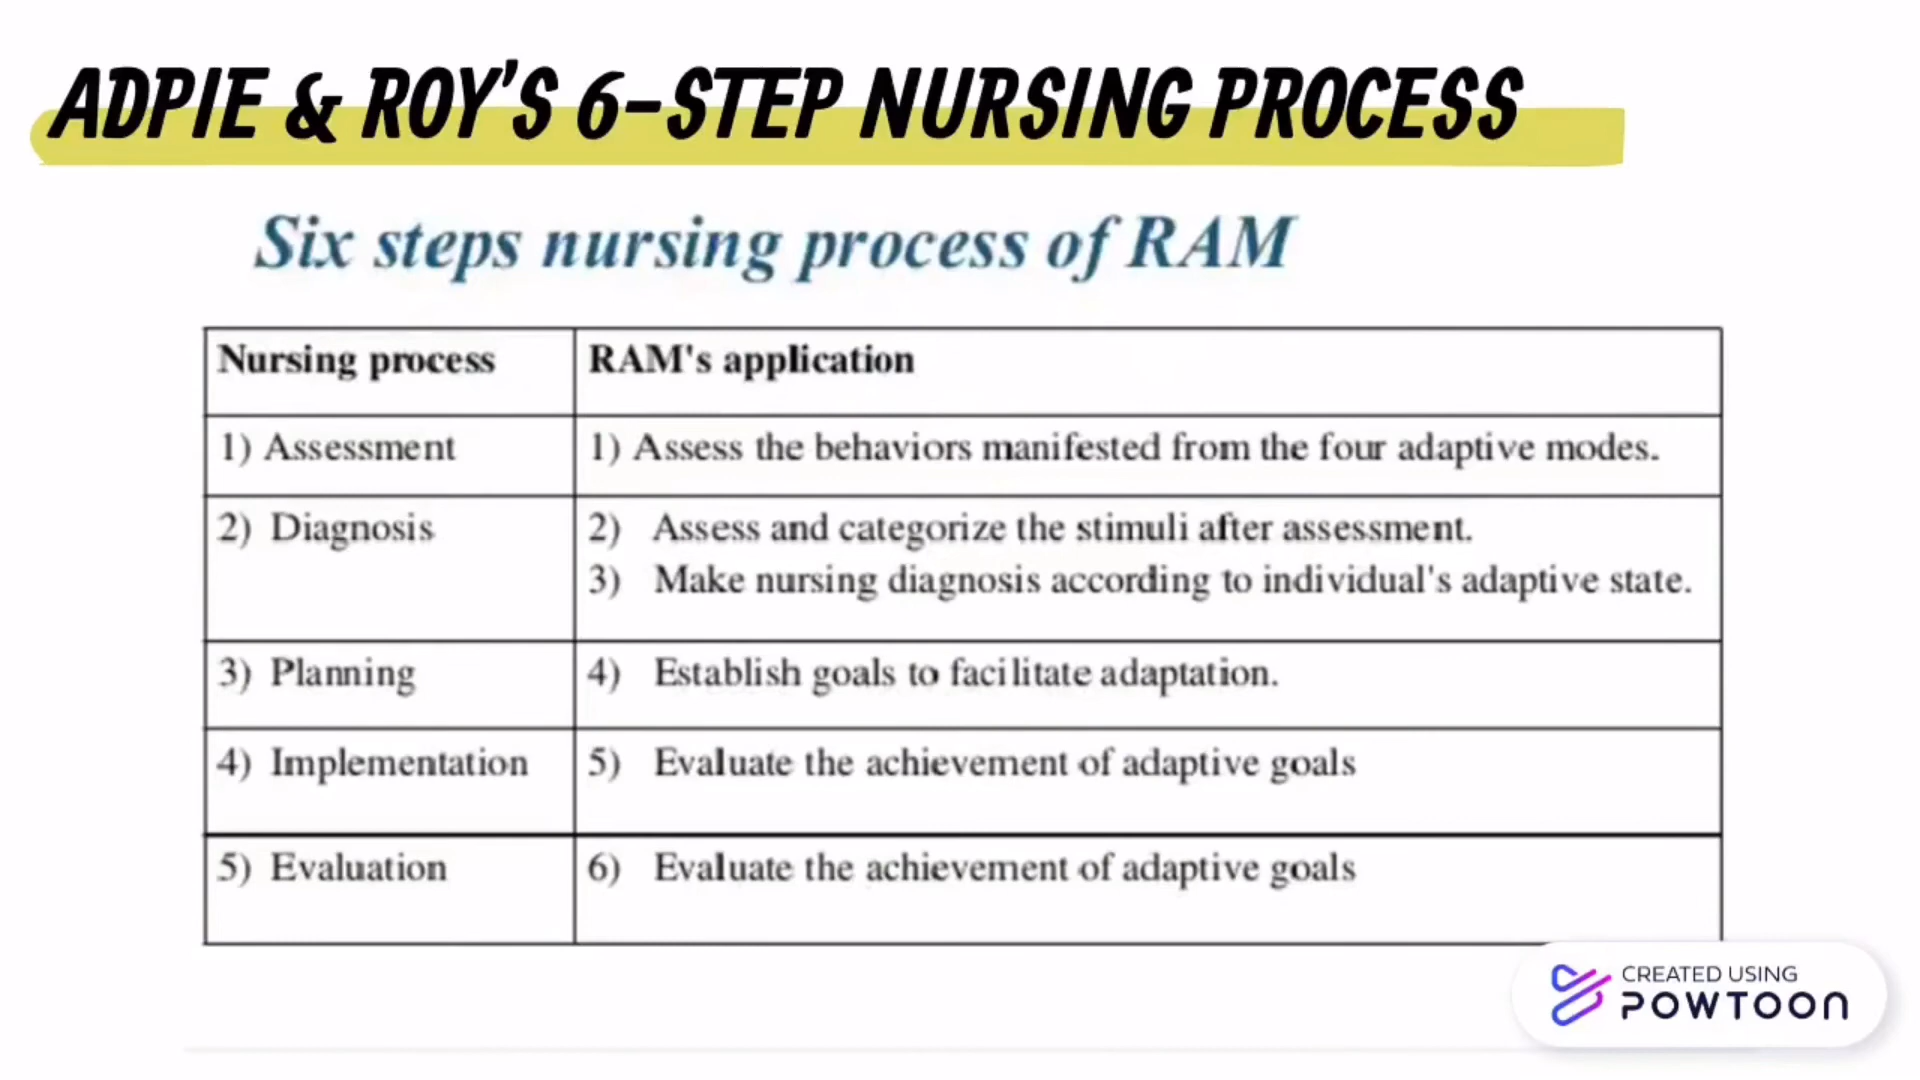 ADPIE & ROY'S 6-STEP NURSING PROCESS
Six steps nursing process of RAM
Nursing process
RAM's application
1) Assessment
1) Assess the behaviors manifested from the four adaptive modes.
2) Diagnosis
2) Assess and categorize the stimuli after assessment.
3) Make nursing diagnosis according to individual's adaptive state.
3) Planning
4) Establish goals to facilitate adaptation.
4) Implementation
5) Evaluate the achievement of adaptive goals
5) Evaluation
6) Evaluate the achievement of adaptive goals
CREATED USING
POWTOON